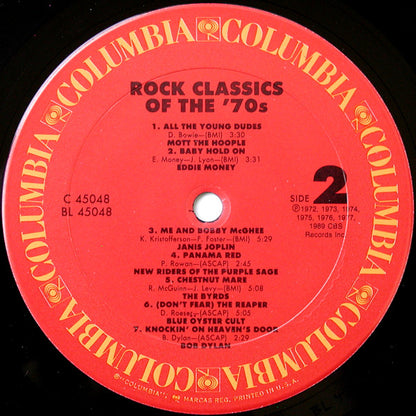 COLUMBIA COLUMBIA COLUMBIA COLUMBIA COLUMBIA COLUMBIA
ROCK CLASSICS
OF THE '70s
1. ALL THE YOUNG DUDES
D. Bowie-(BMI) 3:30
MOTT THE HOOPLE
2. BABY HOLD ON
E. Money-J. Lyon-(BMI) 3:31
EDDIE MONEY
C 45048
BL 45048
SIDE 2
℗1972, 1973, 1974,
1975, 1976, 1977,
1989 CBS
Records Inc.
3. ME AND BOBBY McGHEE
K. Kristofferson-F. Foster-(BMI) 5:29
JANIS JOPLIN
4. PANAMA RED
P. Rowan-(ASCAP) 2:45
NEW RIDERS OF THE PURPLE SAGE
5. CHESTNUT MARE
R. McGuinn-J. Levy-(BMI) 5:08
THE BYRDS
6. (DON'T FEAR) THE REAPER
D. Roeser-(ASCAP) 5:05
BLUE OYSTER CULT
7. KNOCKIN' ON HEAVEN'S DOOR
B. Dylan-(ASCAP) 2:29
BOB DYLAN
"COLUMBIA", MARCAS REG. PRINTED IN U.S.A.